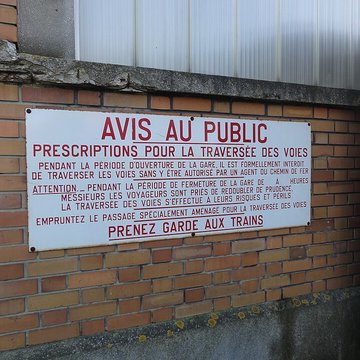 AVIS AU PUBLIC
PRESCRIPTIONS POUR LA TRAVERSÉE DES VOIES
PENDANT LA PÉRIODE D'OUVERTURE DE LA GARE, IL EST FORMELLEMENT INTERDIT
DE TRAVERSER LES VOIES SANS Y ÊTRE AUTORISÉ PAR UN AGENT DU CHEMIN DE FER
ATTENTION._ PENDANT LA PÉRIODE DE FERMETURE DE LA GARE DE À HEURES
MESSIEURS LES VOYAGEURS SONT PRIÉS DE REDOUBLER DE PRUDENCE,
LA TRAVERSÉE DES VOIES S'EFFECTUE À LEURS RISQUES ET PÉRILS
EMPRUNTEZ LE PASSAGE SPÉCIALEMENT AMÉNAGÉ POUR LA TRAVERSÉE DES VOIES
PRENEZ GARDE AUX TRAINS